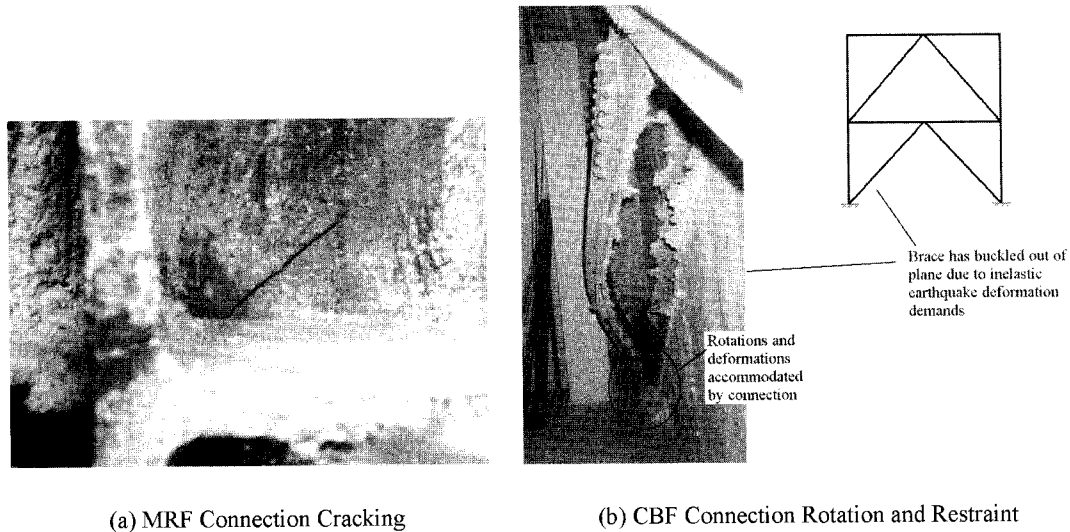 Brace has buckled out of
plane due to inelastic
earthquake deformation
demands
Rotations and
deformations
accommodated
by connection
(a) MRF Connection Cracking
(b) CBF Connection Rotation and Restraint